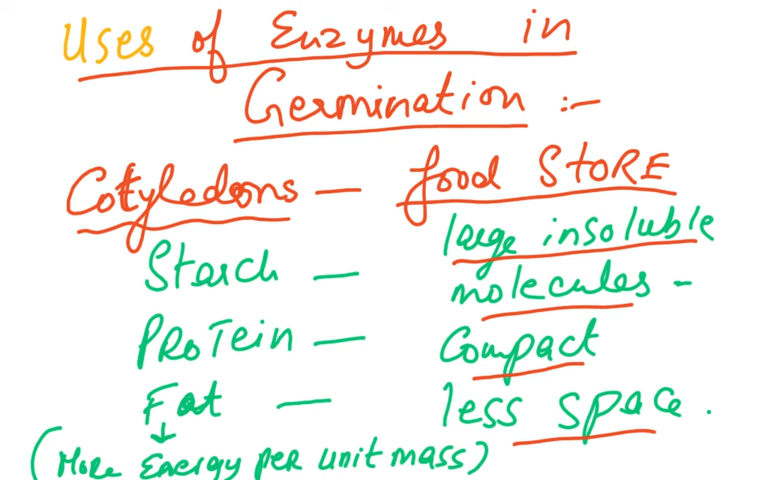 Uses of Enzymes in
Germination :-
Cotyledons — food STORE
large insoluble
Starch — molecules -
PROTein — Compact
Fat — less space.
(More Energy per unit mass)